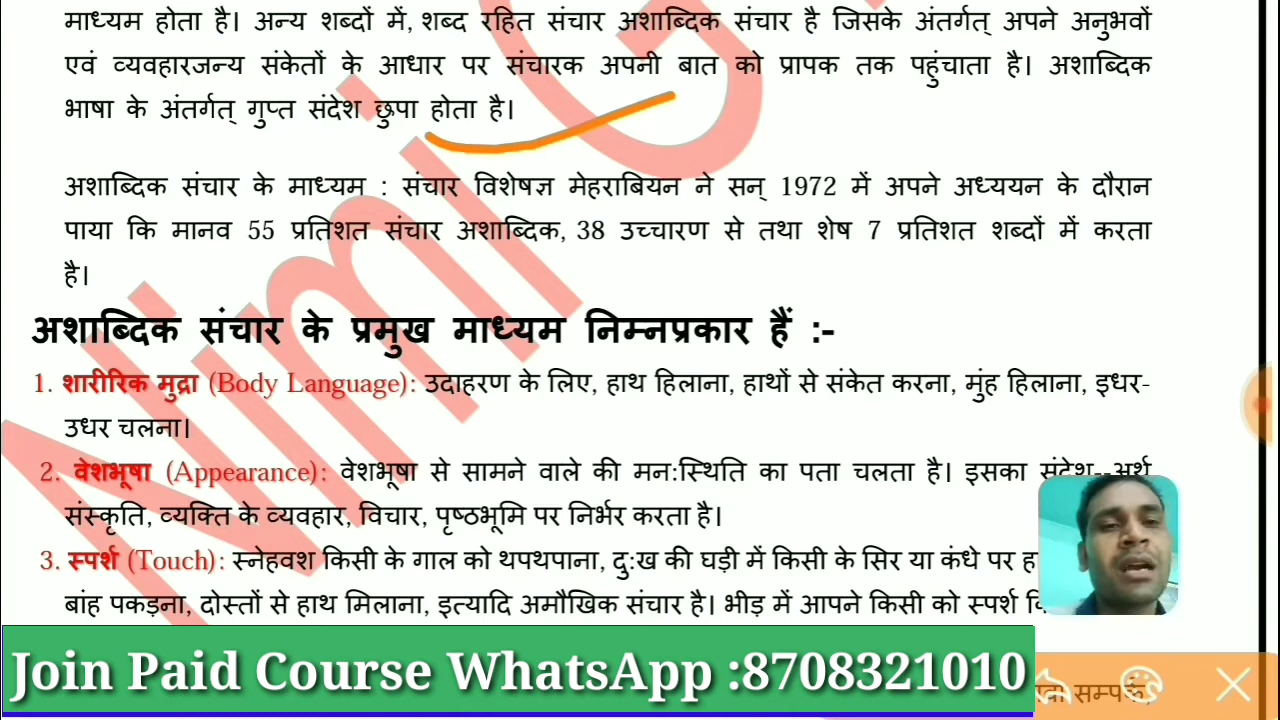 माध्यम होता है। अन्य शब्दों में, शब्द रहित संचार अशाब्दिक संचार है जिसके अंतर्गत् अपने अनुभवों
एवं व्यवहारजन्य संकेतों के आधार पर संचारक अपनी बात को प्रापक तक पहुंचाता है। अशाब्दिक
भाषा के अंतर्गत् गुप्त संदेश छुपा होता है।
अशाब्दिक संचार के माध्यम : संचार विशेषज्ञ मेहराबियन ने सन् 1972 में अपने अध्ययन के दौरान
पाया कि मानव 55 प्रतिशत संचार अशाब्दिक, 38 उच्चारण से तथा शेष 7 प्रतिशत शब्दों में करता
है।
अशाब्दिक संचार के प्रमुख माध्यम निम्नप्रकार हैं :-
1. शारीरिक मुद्रा (Body Language): उदाहरण के लिए, हाथ हिलाना, हाथों से संकेत करना, मुंह हिलाना, इधर-
उधर चलना।
2. वेशभूषा (Appearance): वेशभूषा से सामने वाले की मन:स्थिति का पता चलता है। इसका संदेश--अर्थ
संस्कृति, व्यक्ति के व्यवहार, विचार, पृष्ठभूमि पर निर्भर करता है।
3. स्पर्श (Touch): स्नेहवश किसी के गाल को थपथपाना, दु:ख की घड़ी में किसी के सिर या कंधे पर
बांह पकड़ना, दोस्तों से हाथ मिलाना, इत्यादि अमौखिक संचार है। भीड़ में आपने किसी को स्पर्श
Join Paid Course WhatsApp :8708321010
सम्पर्क,
Nimi G